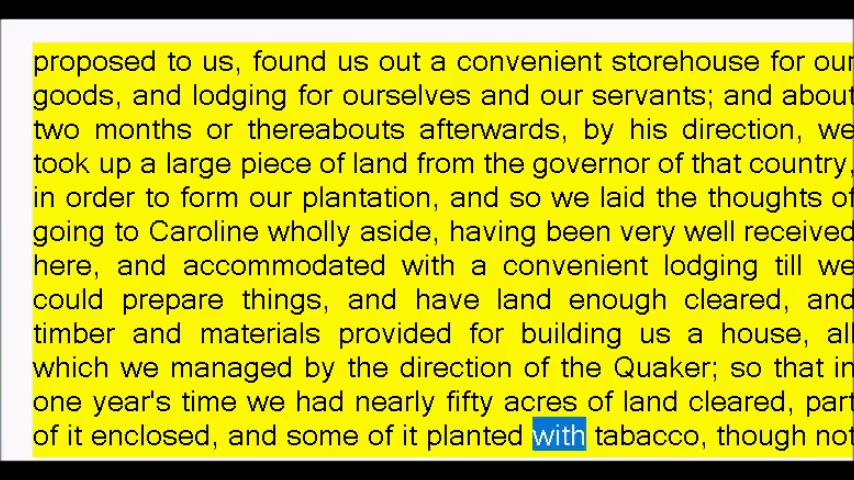 proposed to us, found us out a convenient storehouse for our
goods, and lodging for ourselves and our servants; and about
two months or thereabouts afterwards, by his direction, we
took up a large piece of land from the governor of that country,
in order to form our plantation, and so we laid the thoughts of
going to Caroline wholly aside, having been very well received
here, and accommodated with a convenient lodging till we
could prepare things, and have land enough cleared, and
timber and materials provided for building us a house, all
which we managed by the direction of the Quaker; so that in
one year's time we had nearly fifty acres of land cleared, part
of it enclosed, and some of it planted with tabacco, though not